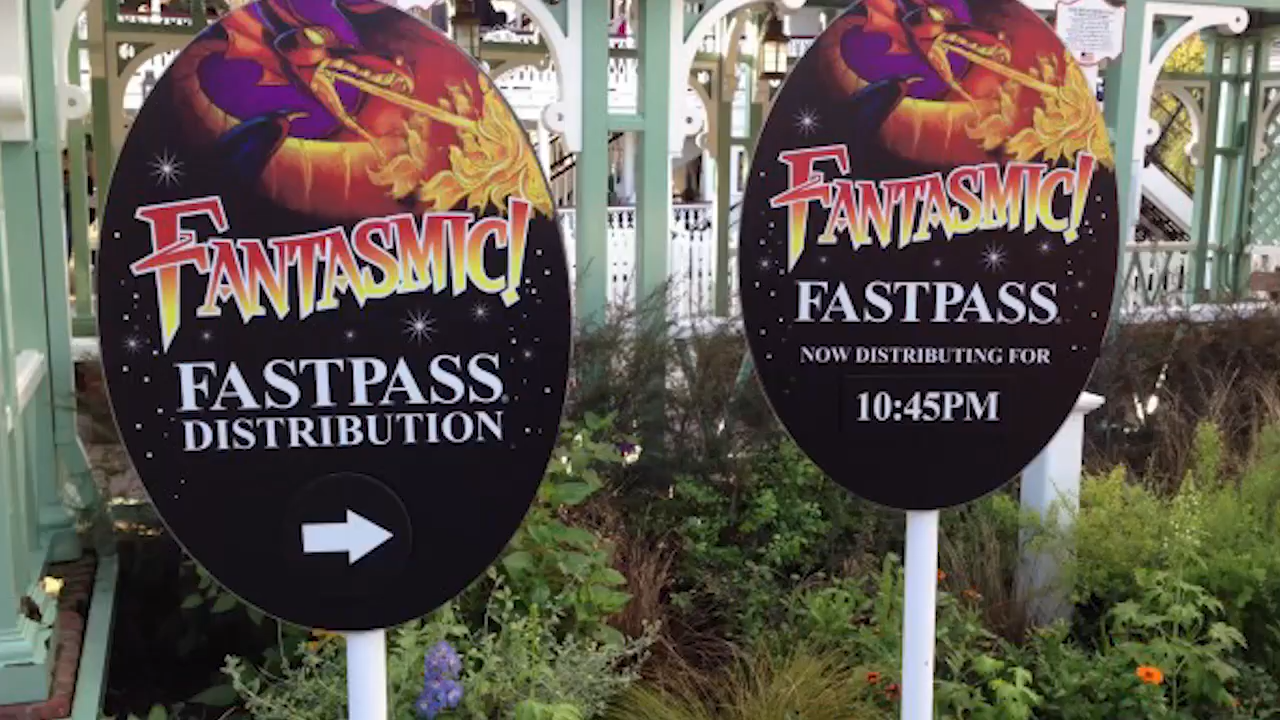 FANTASMIC!
FASTPASS
DISTRIBUTION
FANTASMIC!
FASTPASS
NOW DISTRIBUTING FOR
10:45PM